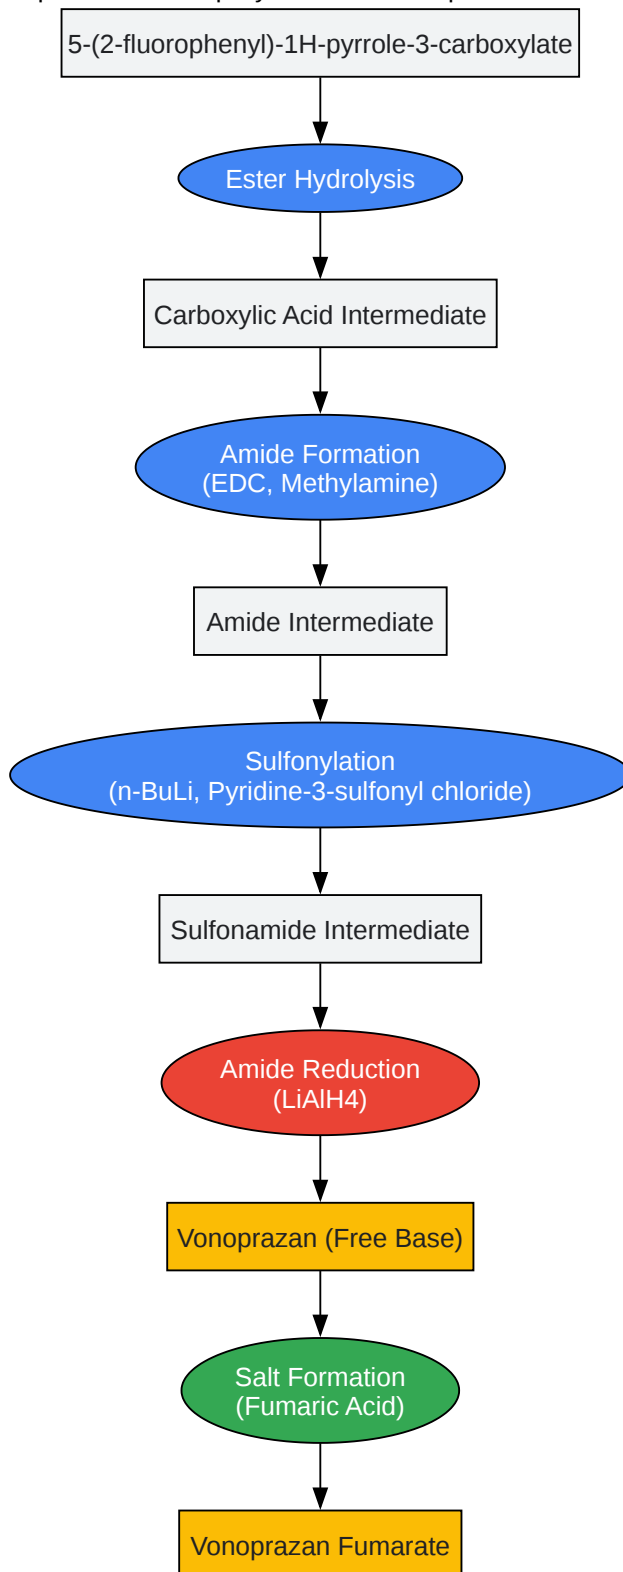 5-(2-fluorophenyl)-1H-pyrrole-3-carboxylate
Ester Hydrolysis
Carboxylic Acid Intermediate
Amide Formation
(EDC, Methylamine)
Amide Intermediate
Sulfonylation
(n-BuLi, Pyridine-3-sulfonyl chloride)
Sulfonamide Intermediate
Amide Reduction
(LiAlH4)
Vonoprazan (Free Base)
Salt Formation
(Fumaric Acid)
Vonoprazan Fumarate